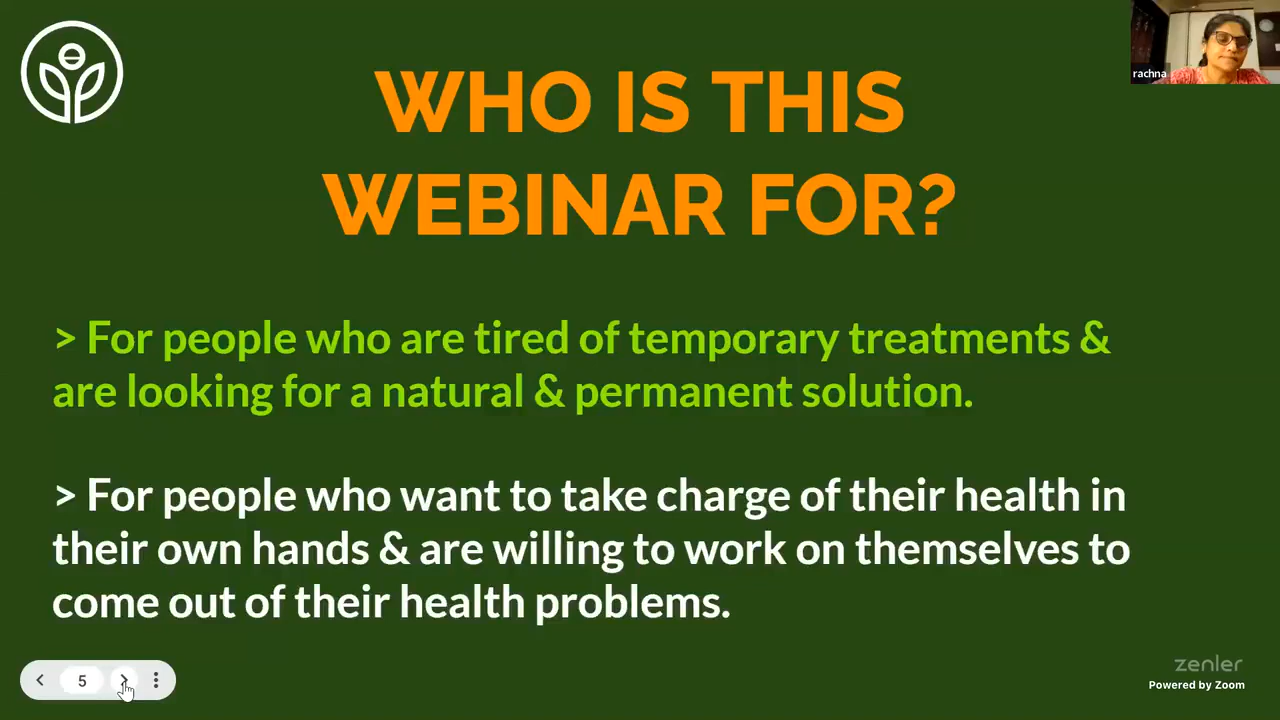 rachna
WHO IS THIS
WEBINAR FOR?
> For people who are tired of temporary treatments &
are looking for a natural & permanent solution.
> For people who want to take charge of their health in
their own hands & are willing to work on themselves to
come out of their health problems.
5
zenler
Powered by Zoom